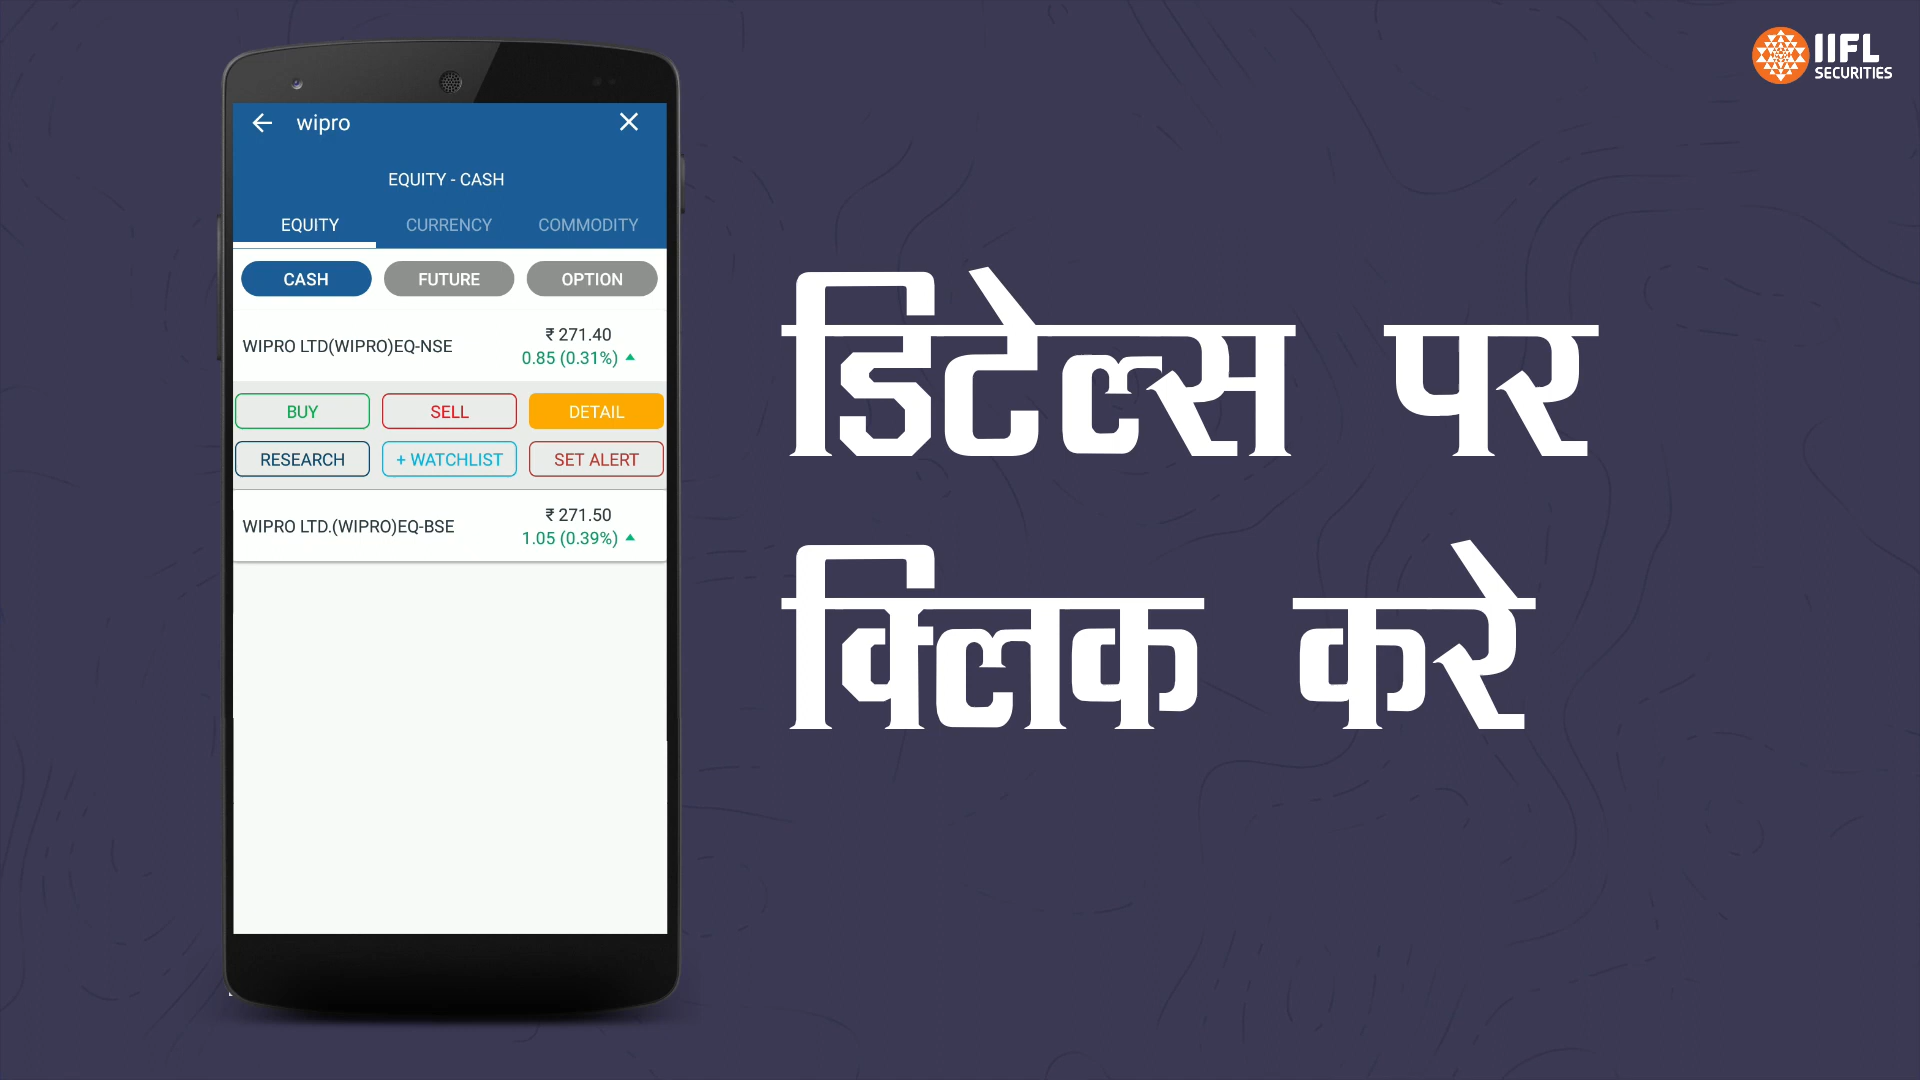 IIFL
SECURITIES
wipro
EQUITY - CASH
EQUITY CURRENCY COMMODITY
CASH FUTURE OPTION
WIPRO LTD(WIPRO)EQ-NSE
₹ 271.40
0.85 (0.31%)
BUY SELL DETAIL
RESEARCH + WATCHLIST SET ALERT
WIPRO LTD.(WIPRO)EQ-BSE
₹ 271.50
1.05 (0.39%)
डिटेल्स पर
क्लिक करे